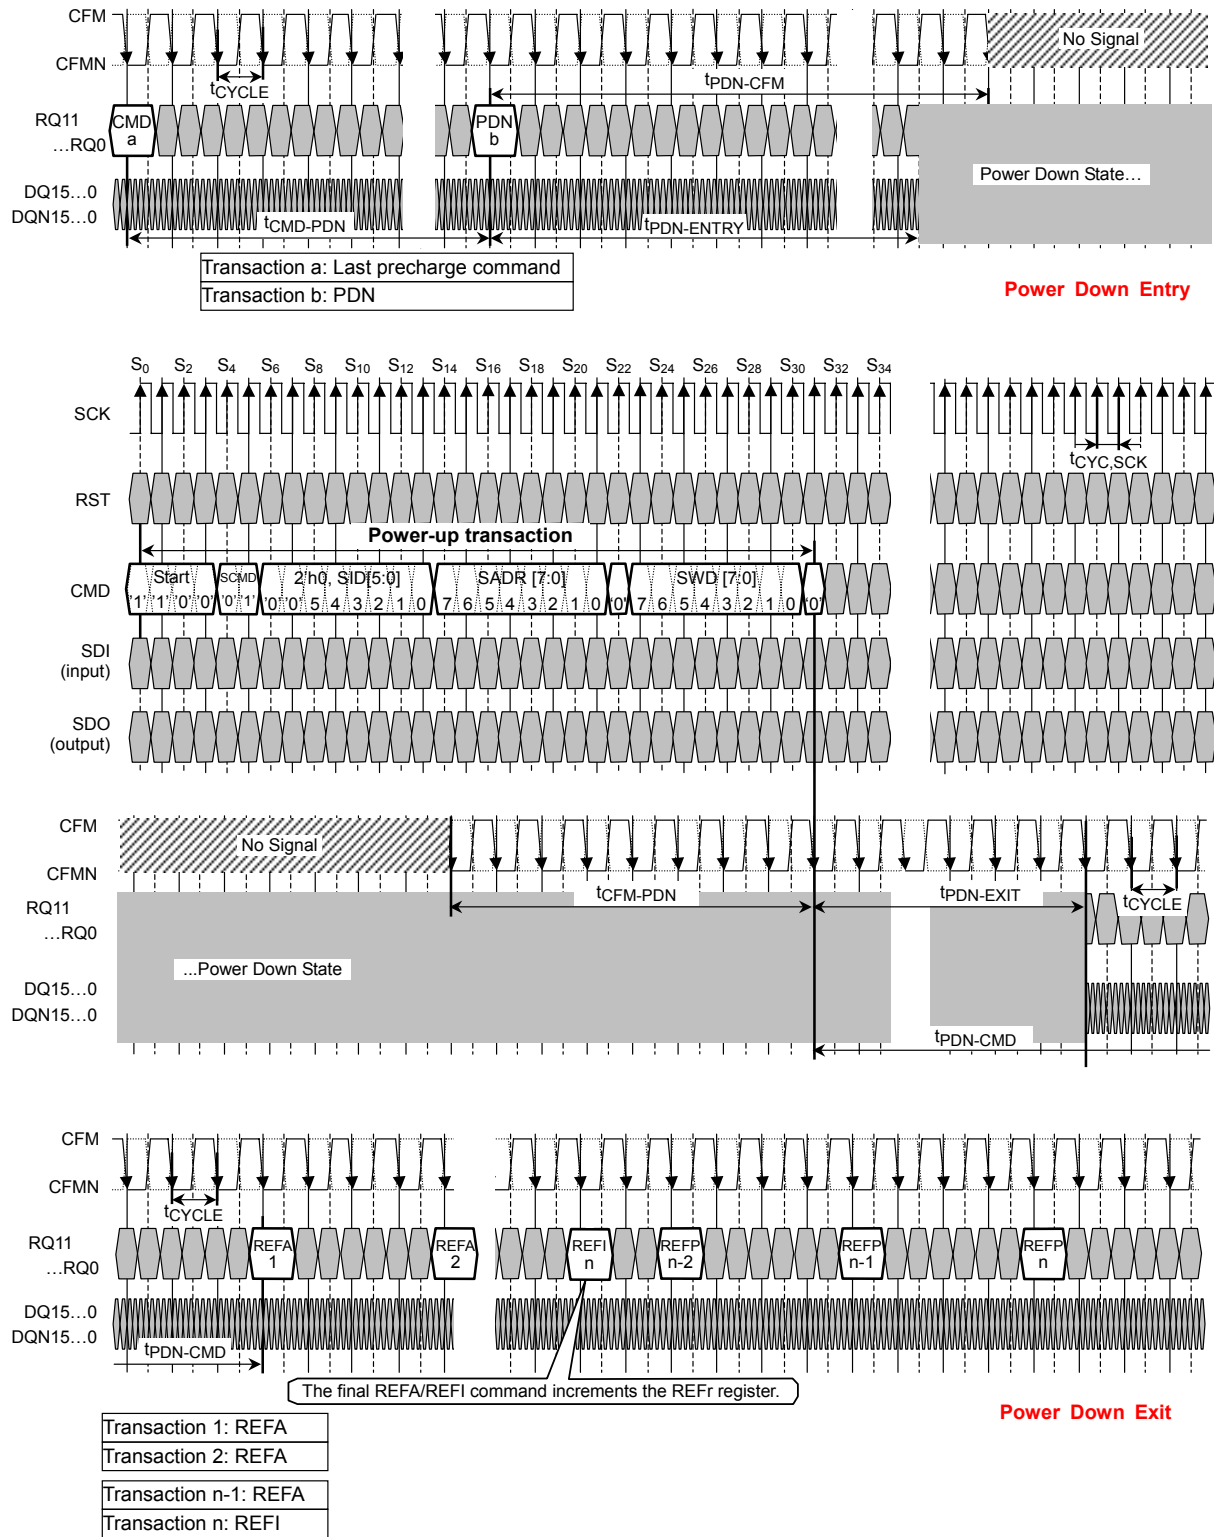 CFM
No Signal
CFMN
tCYCLE
tPDN-CFM
RQ11
…RQ0
CMD
a
PDN
b
Power Down State…
DQ15…0
DQN15…0
tCMD-PDN
tPDN-ENTRY
Transaction a: Last precharge command
Transaction b: PDN
Power Down Entry
S0 S2 S4 S6 S8 S10 S12 S14 S16 S18 S20 S22 S24 S26 S28 S30 S32 S34
SCK
tCYC,SCK
RST
Power-up transaction
Start SCMD 2'h0, SID[5:0] SADR [7:0] SWD [7:0]
CMD
'1' '1' '0' '0' '0' '1' '0' '0' 5 4 3 2 1 0 7 6 5 4 3 2 1 0 '0' 7 6 5 4 3 2 1 0 '0'
SDI
(input)
SDO
(output)
CFM
No Signal
CFMN
tCFM-PDN
tPDN-EXIT
tCYCLE
RQ11
…RQ0
...Power Down State
DQ15…0
DQN15…0
tPDN-CMD
CFM
CFMN
tCYCLE
RQ11
…RQ0
REFA
1
REFA
2
REFI
n
REFP
n-2
REFP
n-1
REFP
n
DQ15…0
DQN15…0
tPDN-CMD
The final REFA/REFI command increments the REFr register.
Power Down Exit
Transaction 1: REFA
Transaction 2: REFA
Transaction n-1: REFA
Transaction n: REFI